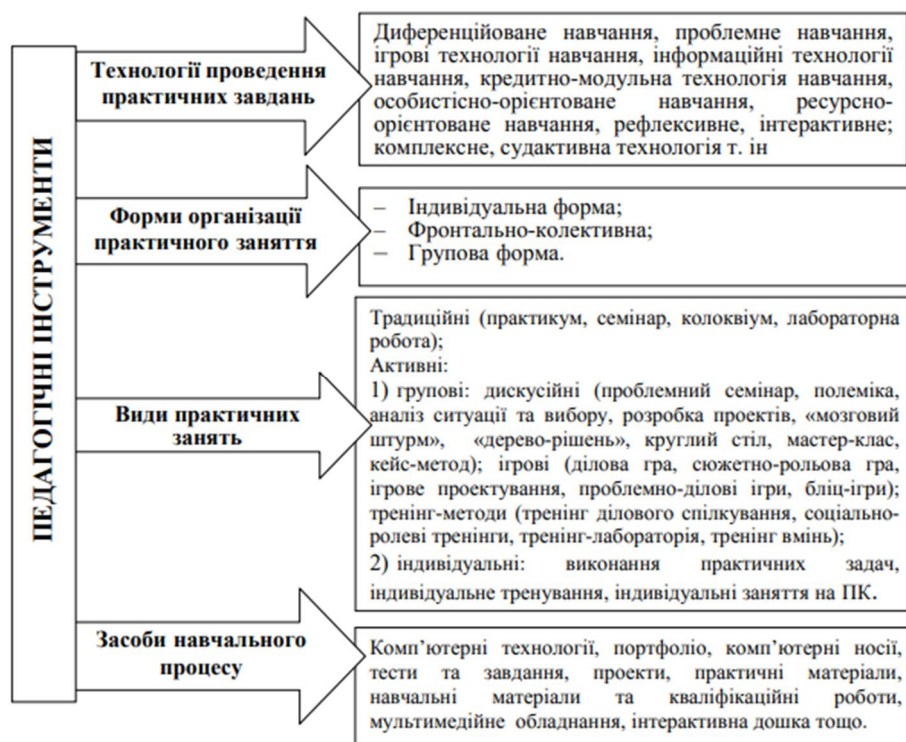 ПЕДАГОГІЧНІ ІНСТРУМЕНТИ
Технології проведення
практичних завдань
Диференційоване навчання, проблемне навчання,
ігрові технології навчання, інформаційні технології
навчання, кредитно-модульна технологія навчання,
особистісно-орієнтоване навчання, ресурсно-
орієнтоване навчання, рефлексивне, інтерактивне;
комплексне, судактивна технологія т. ін
Форми організації
практичного заняття
– Індивідуальна форма;
– Фронтально-колективна;
– Групова форма.
Види практичних
занять
Традиційні (практикум, семінар, колоквіум, лабораторна
робота);
Активні:
1) групові: дискусійні (проблемний семінар, полеміка,
аналіз ситуації та вибору, розробка проектів, «мозговий
штурм», «дерево-рішень», круглий стіл, мастер-клас,
кейс-метод); ігрові (ділова гра, сюжетно-рольова гра,
ігрове проектування, проблемно-ділові ігри, бліц-ігри);
тренінг-методи (тренінг ділового спілкування, соціально-
ролеві тренінги, тренінг-лабораторія, тренінг вмінь);
2) індивідуальні: виконання практичних задач,
індивідуальне тренування, індивідуальні заняття на ПК.
Засоби навчального
процесу
Комп’ютерні технології, портфоліо, комп’ютерні носії,
тести та завдання, проекти, практичні матеріали,
навчальні матеріали та кваліфікаційні роботи,
мультимедійне обладнання, інтерактивна дошка тощо.